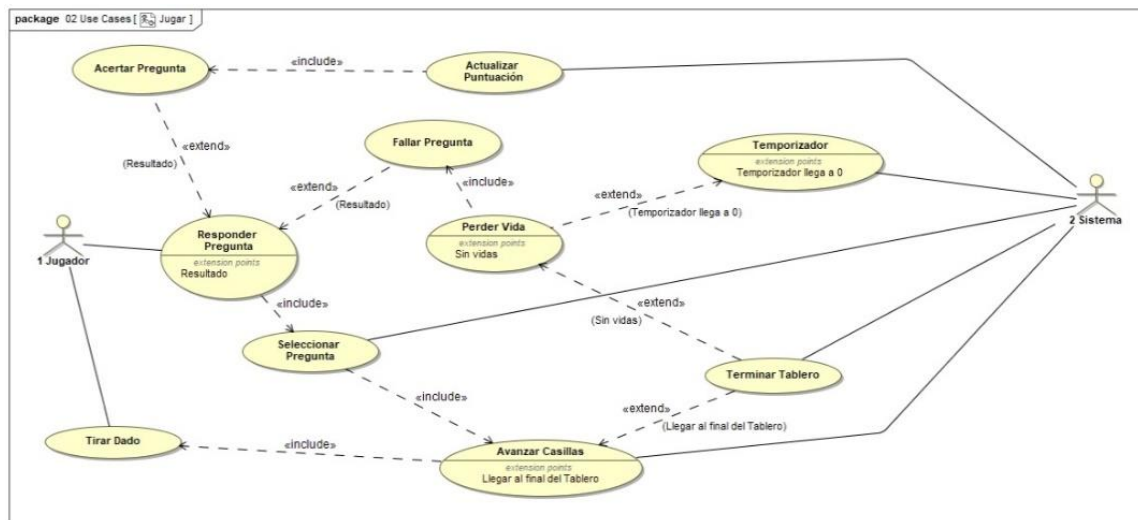 package 02 Use Cases [ Jugar ]
«include»
Acertar Pregunta
Actualizar
Puntuación
«extend»
(Resultado)
Fallar Pregunta
Temporizador
extension points
Temporizador llega a 0
«extend»
(Resultado)
«include»
«extend»
(Temporizador llega a 0)
Perder Vida
extension points
Sin vidas
Responder
Pregunta
extension points
Resultado
1 Jugador
2 Sistema
«include»
«extend»
(Sin vidas)
Seleccionar
Pregunta
Terminar Tablero
«include»
«extend»
(Llegar al final del Tablero)
Tirar Dado
«include»
Avanzar Casillas
extension points
Llegar al final del Tablero